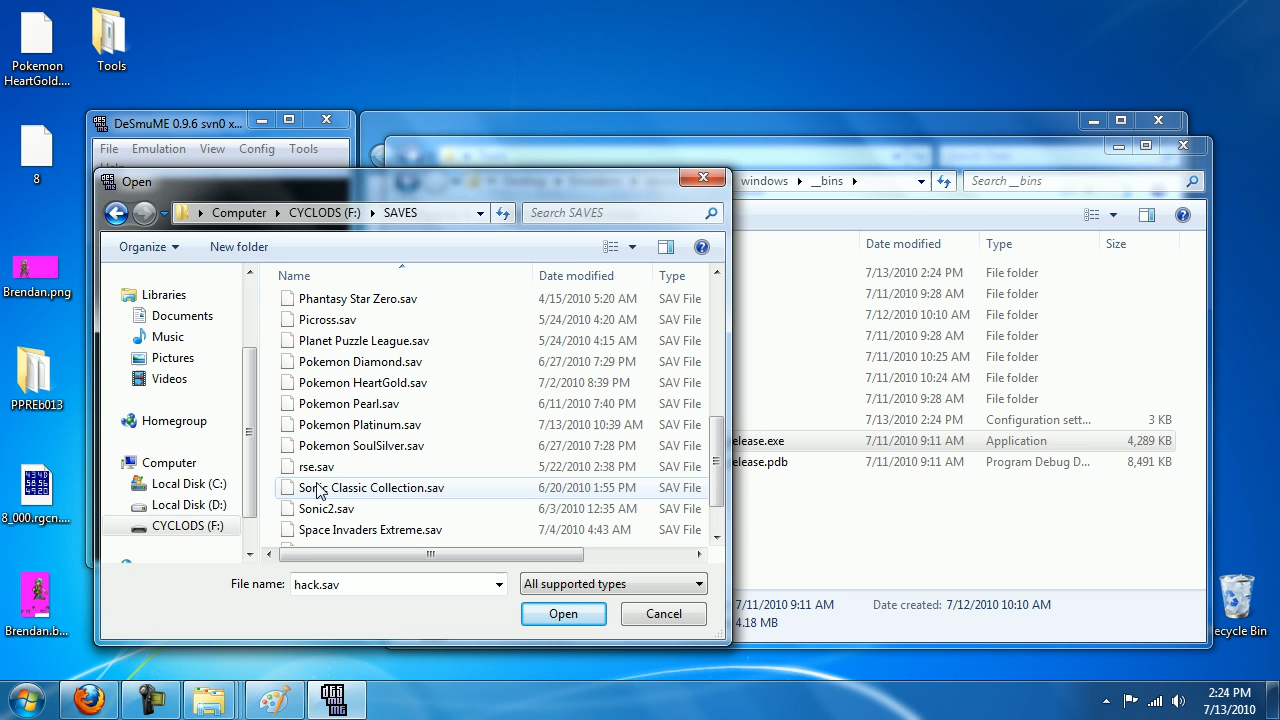 Pokemon
HeartGold....
Tools
8
Brendan.png
PPREb013
8_000.rgcn....
Brendan.b...
DeSmuME 0.9.6 svn0 x...
File Emulation View Config Tools
Help
Open
Computer CYCLODS (F:) SAVES
Search SAVES
Organize New folder
Name Date modified Type
Libraries
Documents
Music
Pictures
Videos
Homegroup
Computer
Local Disk (C:)
Local Disk (D:)
CYCLODS (F:)
Phantasy Star Zero.sav 4/15/2010 5:20 AM SAV File
Picross.sav 5/24/2010 4:20 AM SAV File
Planet Puzzle League.sav 5/24/2010 4:15 AM SAV File
Pokemon Diamond.sav 6/27/2010 7:29 PM SAV File
Pokemon HeartGold.sav 7/2/2010 8:39 PM SAV File
Pokemon Pearl.sav 6/11/2010 7:40 PM SAV File
Pokemon Platinum.sav 7/13/2010 10:39 AM SAV File
Pokemon SoulSilver.sav 6/27/2010 7:28 PM SAV File
rse.sav 5/22/2010 2:38 PM SAV File
Sonic Classic Collection.sav 6/20/2010 1:55 PM SAV File
Sonic2.sav 6/3/2010 12:35 AM SAV File
Space Invaders Extreme.sav 7/4/2010 4:43 AM SAV File
File name: hack.sav All supported types
Open Cancel
windows __bins
Search __bins
Date modified Type Size
7/13/2010 2:24 PM File folder
7/11/2010 9:28 AM File folder
7/12/2010 10:10 AM File folder
7/11/2010 9:28 AM File folder
7/11/2010 10:25 AM File folder
7/11/2010 10:24 AM File folder
7/11/2010 9:28 AM File folder
7/13/2010 2:24 PM Configuration sett... 3 KB
elease.exe 7/11/2010 9:11 AM Application 4,289 KB
elease.pdb 7/11/2010 9:11 AM Program Debug D... 8,491 KB
7/11/2010 9:11 AM Date created: 7/12/2010 10:10 AM
4.18 MB
ecycle Bin
2:24 PM
7/13/2010